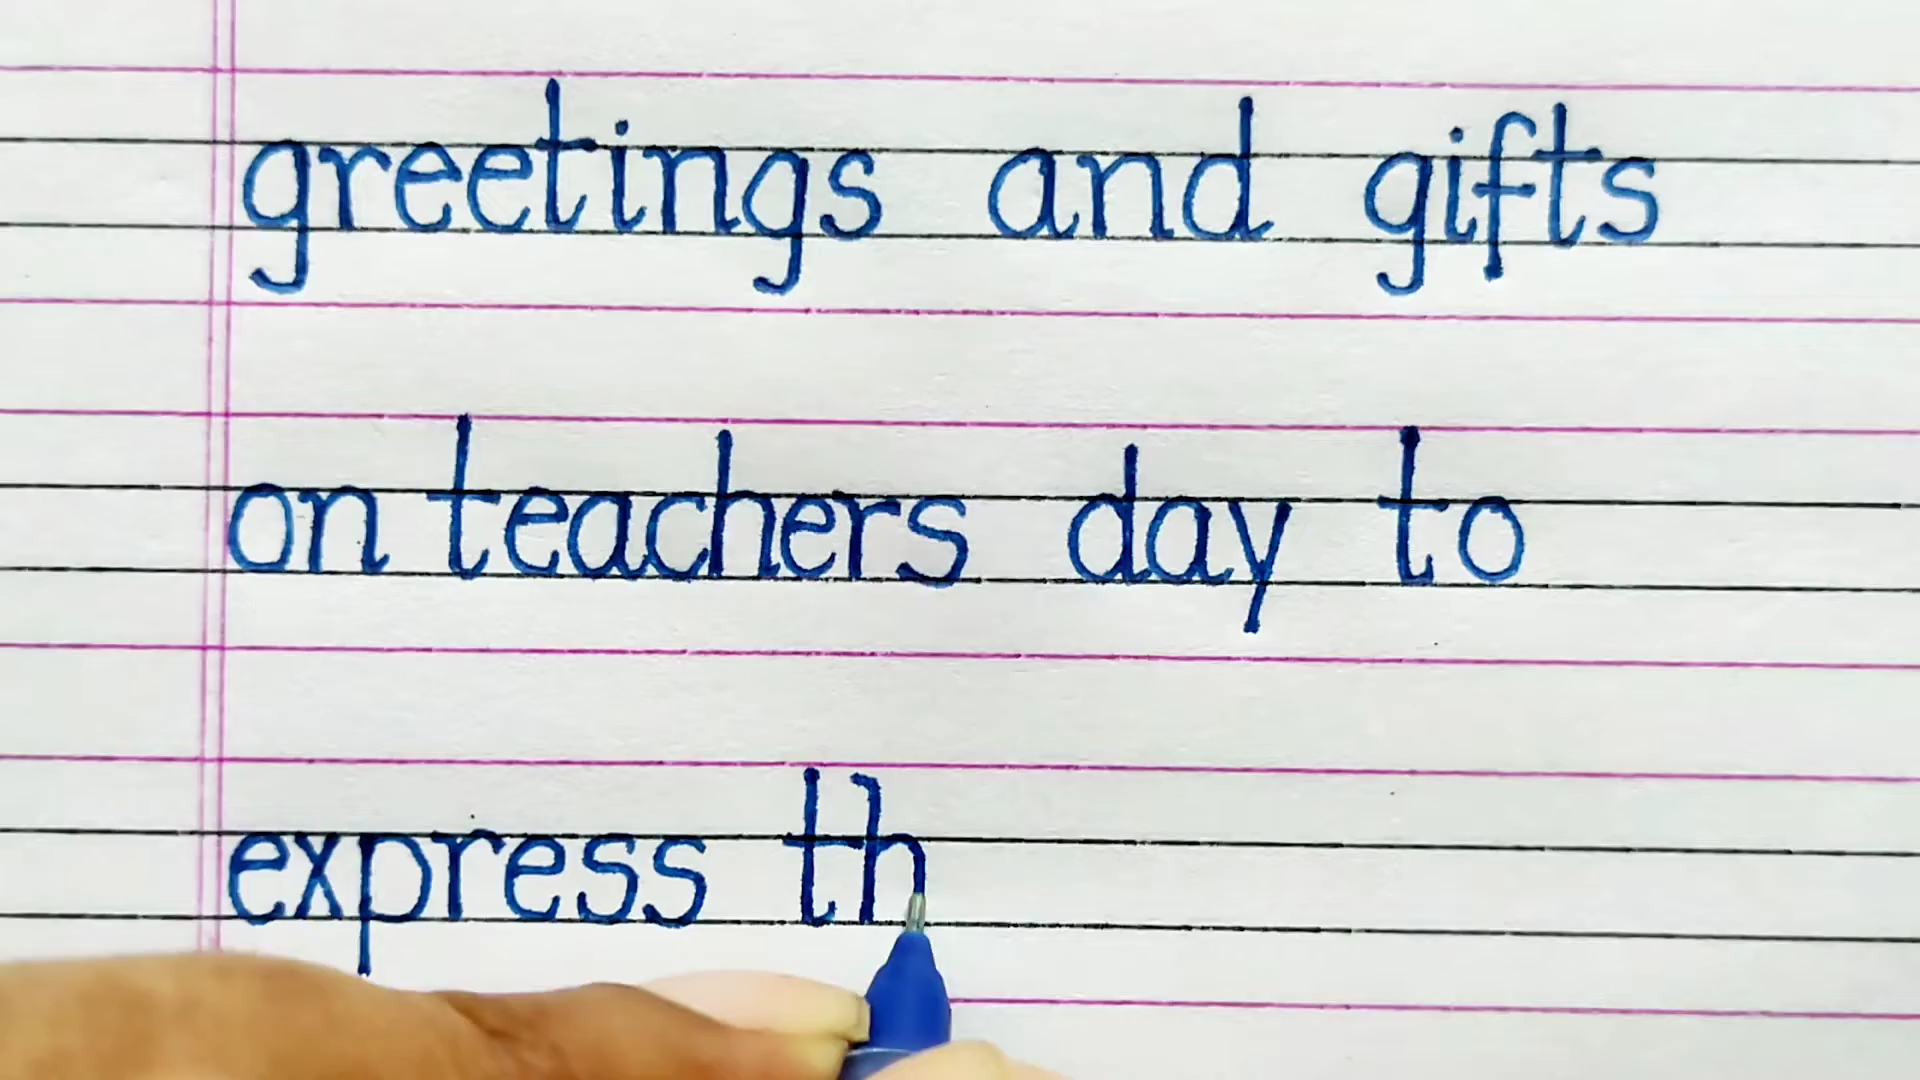 greetings and gifts
on teachers day to
express th